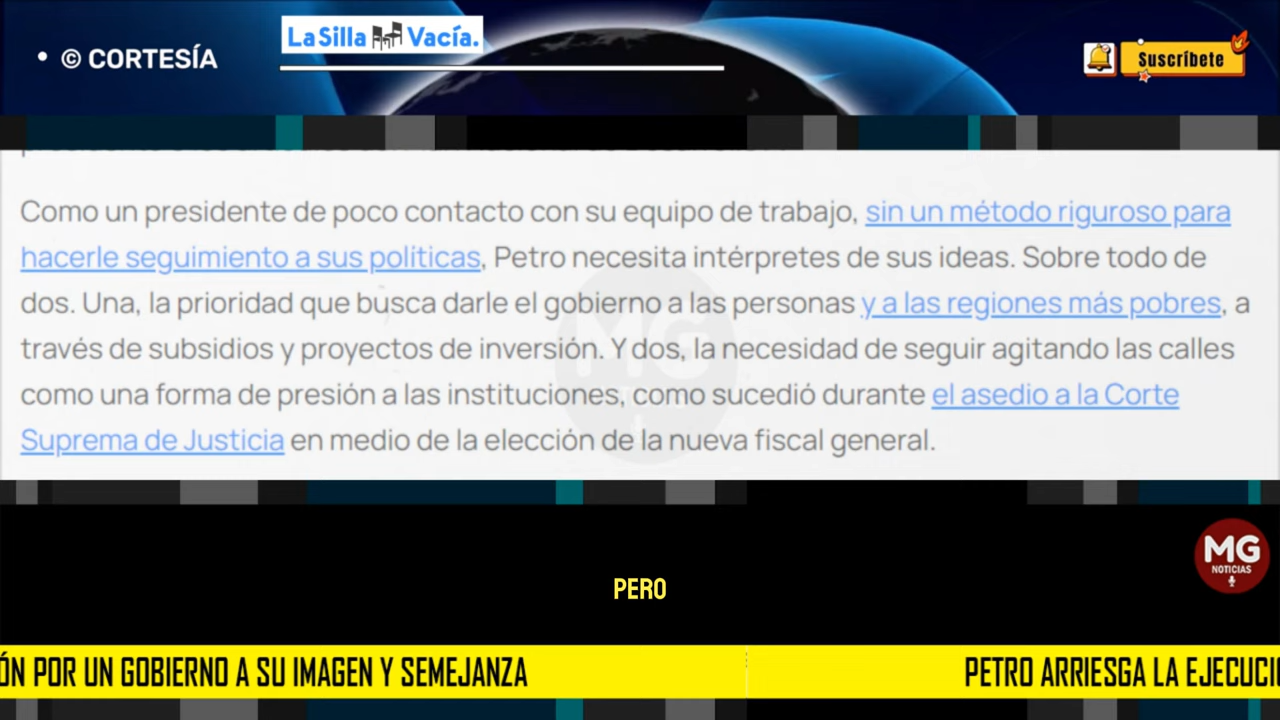 • © CORTESÍA
La Silla Vacía.
Suscríbete
Como un presidente de poco contacto con su equipo de trabajo, sin un método riguroso para
hacerle seguimiento a sus políticas, Petro necesita intérpretes de sus ideas. Sobre todo de
dos. Una, la prioridad que busca darle el gobierno a las personas y a las regiones más pobres, a
través de subsidios y proyectos de inversión. Y dos, la necesidad de seguir agitando las calles
como una forma de presión a las instituciones, como sucedió durante el asedio a la Corte
Suprema de Justicia en medio de la elección de la nueva fiscal general.
MG
NOTICIAS
PERO
ÓN POR UN GOBIERNO A SU IMAGEN Y SEMEJANZA
PETRO ARRIESGA LA EJECUCI